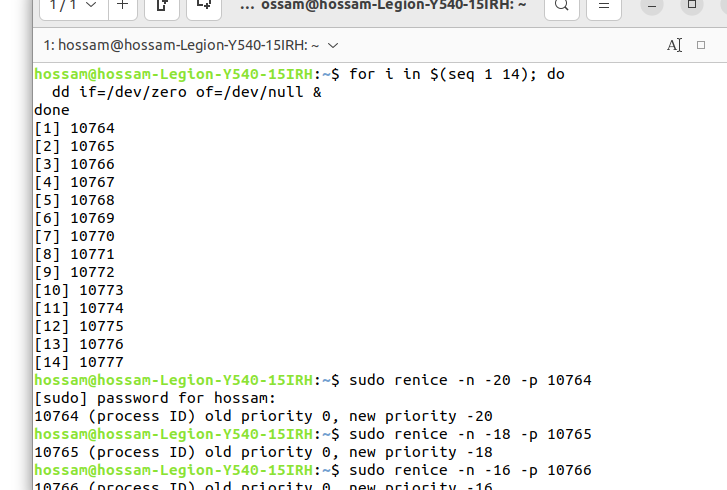 1 / 1
... ossam@hossam-Legion-Y540-15IRH: ~
1: hossam@hossam-Legion-Y540-15IRH: ~
hossam@hossam-Legion-Y540-15IRH:~$ for i in $(seq 1 14); do
  dd if=/dev/zero of=/dev/null &
done
[1] 10764
[2] 10765
[3] 10766
[4] 10767
[5] 10768
[6] 10769
[7] 10770
[8] 10771
[9] 10772
[10] 10773
[11] 10774
[12] 10775
[13] 10776
[14] 10777
hossam@hossam-Legion-Y540-15IRH:~$ sudo renice -n -20 -p 10764
[sudo] password for hossam:
10764 (process ID) old priority 0, new priority -20
hossam@hossam-Legion-Y540-15IRH:~$ sudo renice -n -18 -p 10765
10765 (process ID) old priority 0, new priority -18
hossam@hossam-Legion-Y540-15IRH:~$ sudo renice -n -16 -p 10766
10766 (process ID) old priority 0, new priority -16